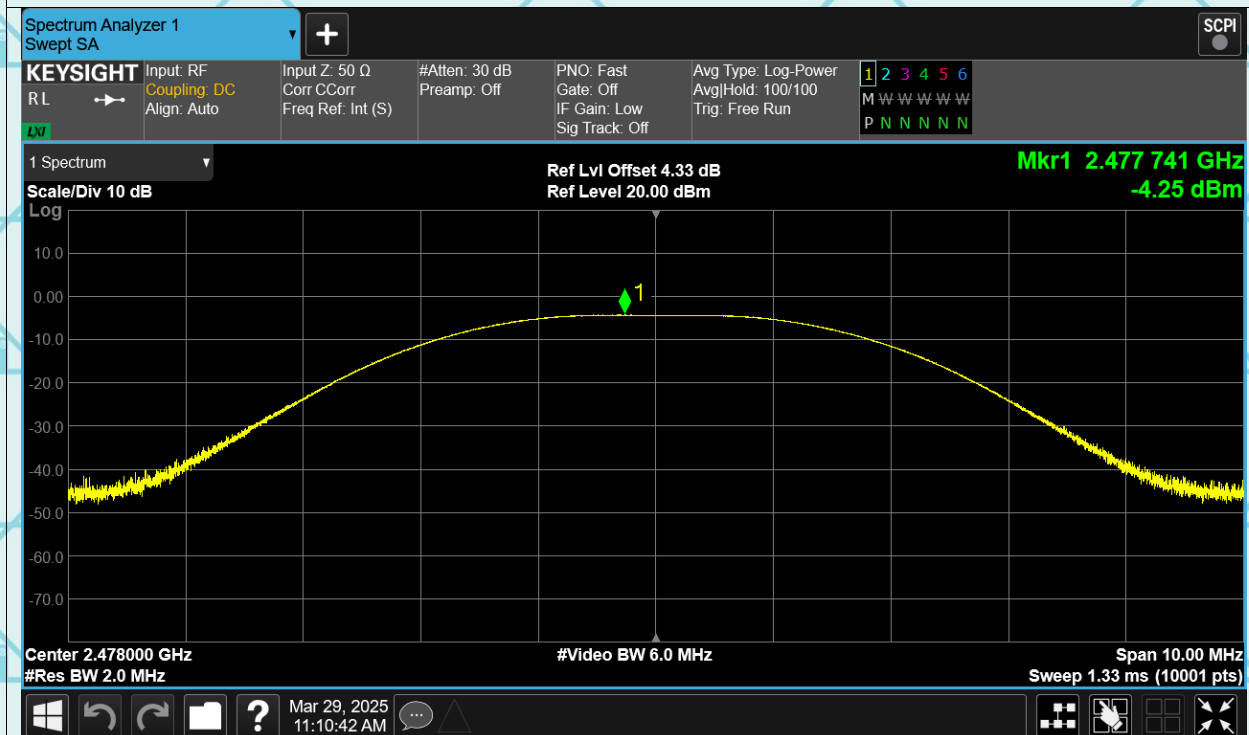 Spectrum Analyzer 1
Swept SA
+
SCPI
KEYSIGHT
RL
LXI
Input: RF
Coupling: DC
Align: Auto
Input Z: 50 Ω
Corr CCorr
Freq Ref: Int (S)
#Atten: 30 dB
Preamp: Off
PNO: Fast
Gate: Off
IF Gain: Low
Sig Track: Off
Avg Type: Log-Power
Avg|Hold: 100/100
Trig: Free Run
1 2 3 4 5 6
M W W W W W
P N N N N N
1 Spectrum
Scale/Div 10 dB
Ref Lvl Offset 4.33 dB
Ref Level 20.00 dBm
Mkr1 2.477 741 GHz
-4.25 dBm
Log
10.0
0.00
-10.0
-20.0
-30.0
-40.0
-50.0
-60.0
-70.0
1
Center 2.478000 GHz
#Res BW 2.0 MHz
#Video BW 6.0 MHz
Span 10.00 MHz
Sweep 1.33 ms (10001 pts)
?
Mar 29, 2025
11:10:42 AM